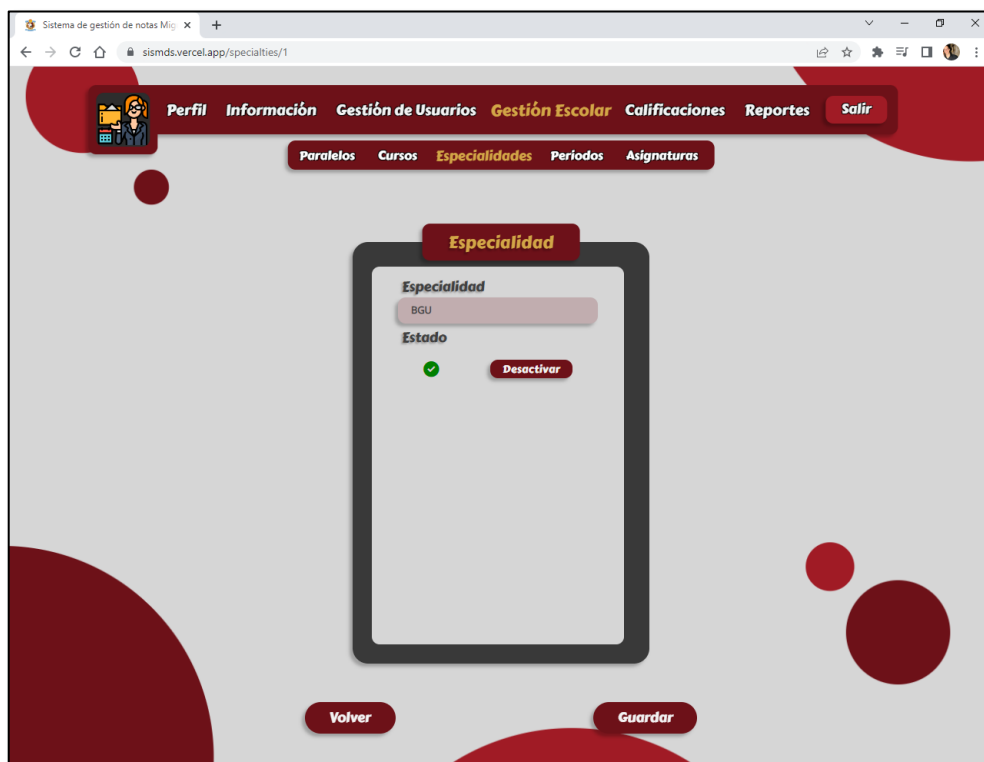 Sistema de gestión de notas Mig
sismds.vercel.app/specialties/1
Perfil Información Gestión de Usuarios Gestión Escolar Calificaciones Reportes Salir
Paralelos Cursos Especialidades Períodos Asignaturas
Especialidad
Especialidad
BGU
Estado
Desactivar
Volver Guardar